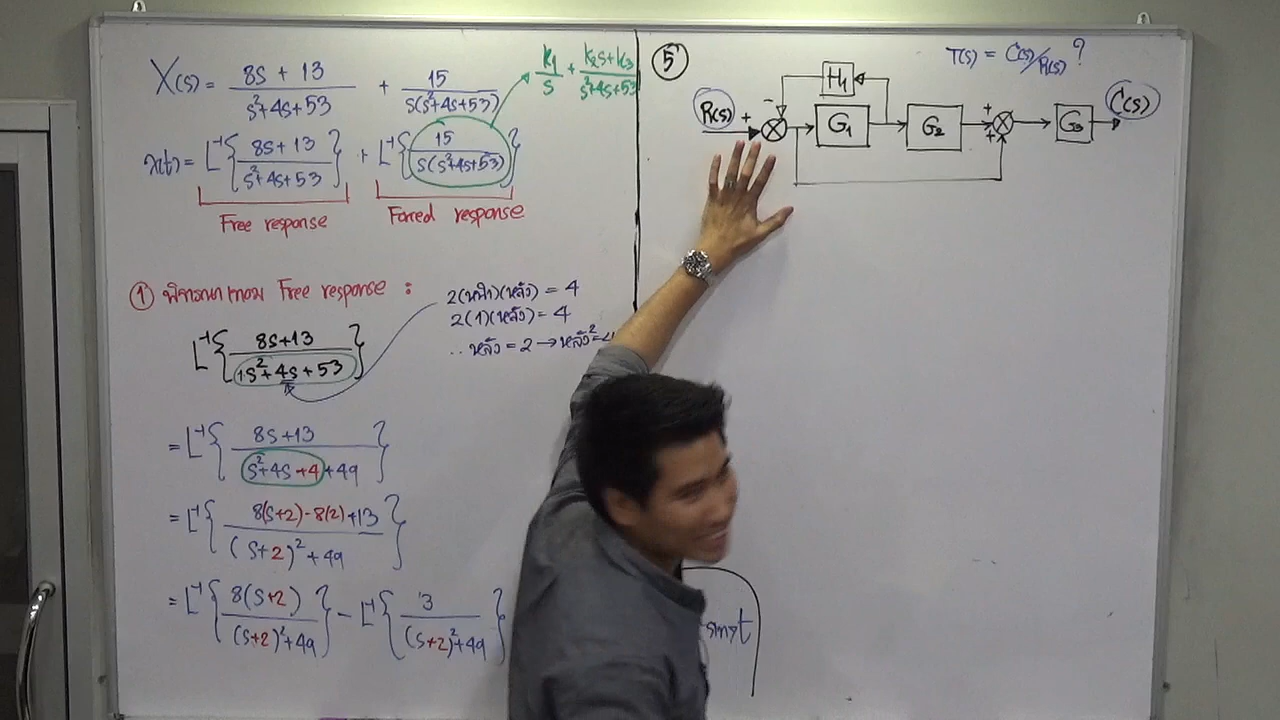 X(s) = 8s + 13 / s²+4s+53 + 15 / s(s²+4s+53) → k1/s + k2s+k3 / s²+4s+53
x(t) = L⁻¹{ 8s+13 / s²+4s+53 } + L⁻¹{ 15 / s(s²+4s+53) }
Free response Forced response
① พิจารณาเทอม Free response :
L⁻¹{ 8s+13 / 1s²+4s+53 }
2(หน้า)(หลัง) = 4
2(1)(หลัง) = 4
∴ หลัง = 2 → หลัง² =
= L⁻¹{ 8s+13 / s²+4s+4+49 }
= L⁻¹{ 8(s+2)-8(2)+13 / (s+2)²+49 }
= L⁻¹{ 8(s+2) / (s+2)²+49 } - L⁻¹{ 3 / (s+2)²+49 }
sin7t
⑤ T(s) = C(s)/R(s) ?
H1
R(s) + - G1 G2 + + G3 C(s)